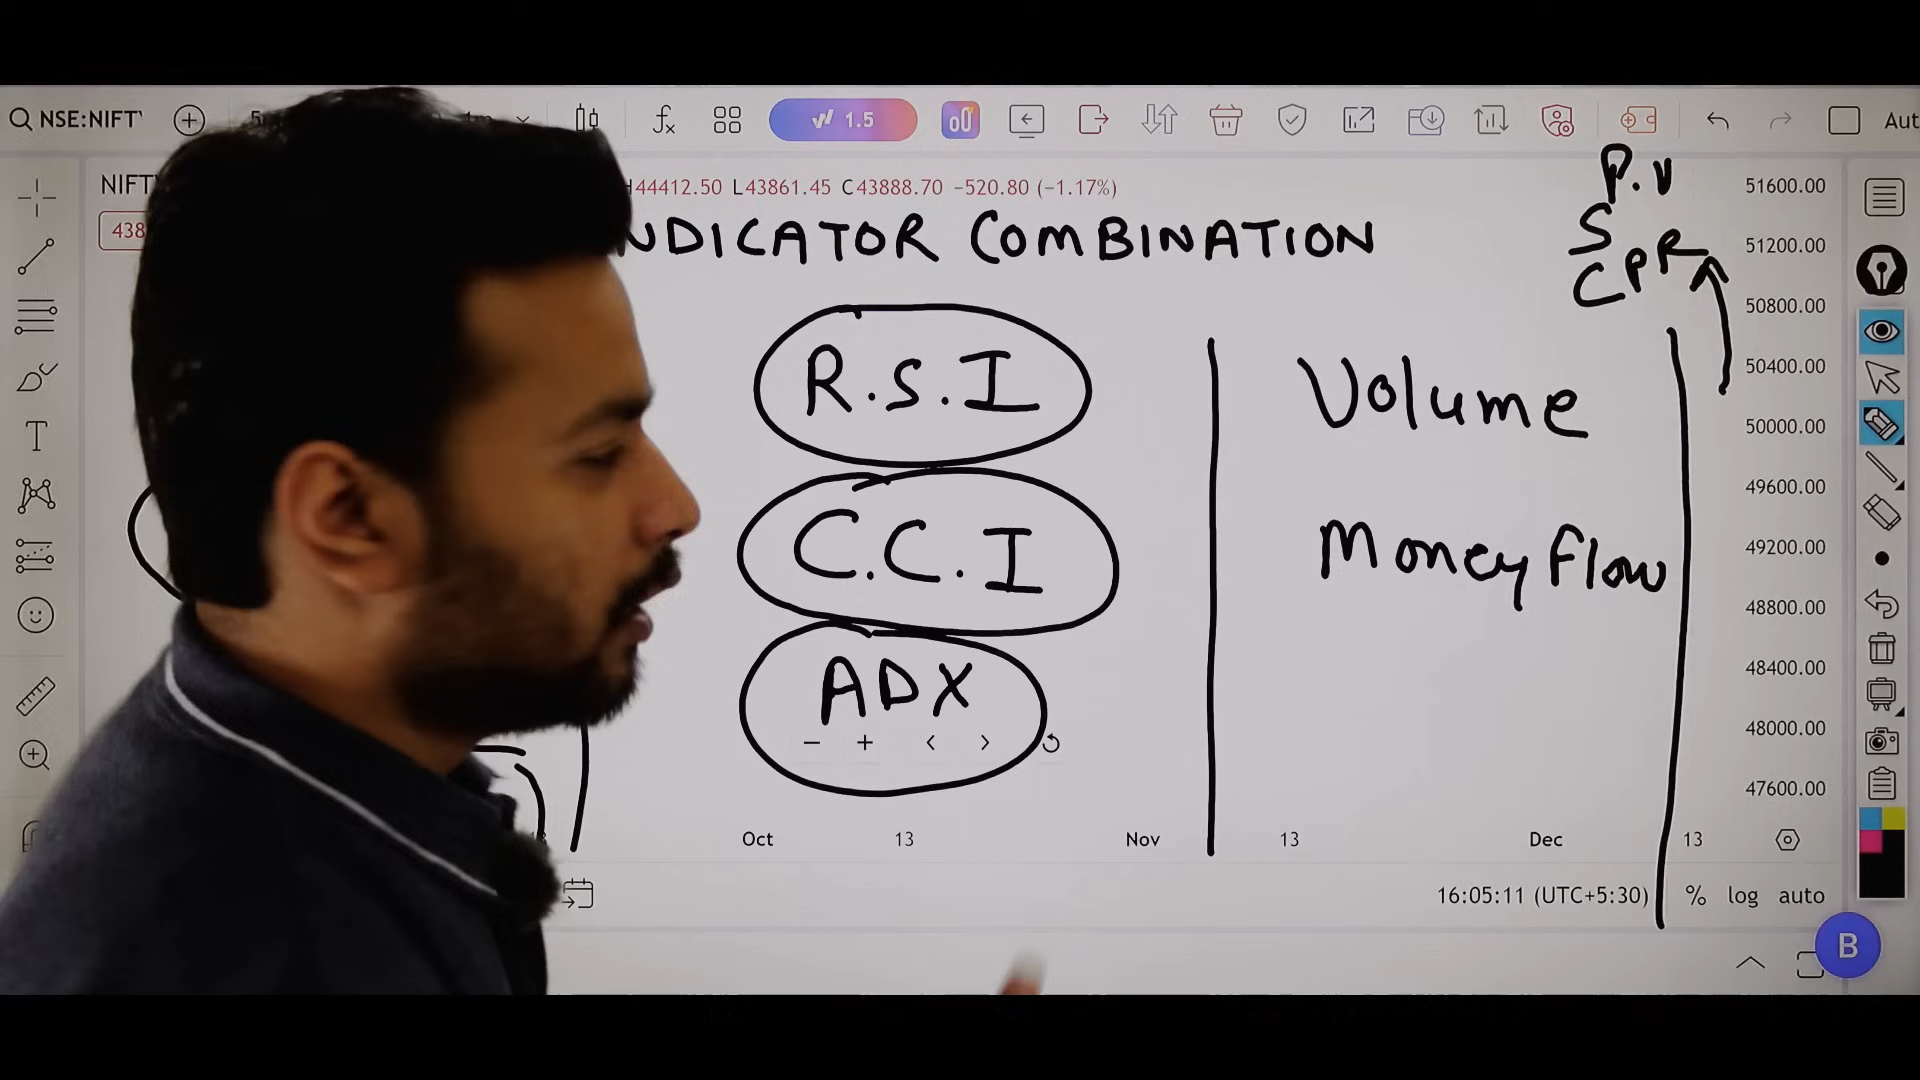 NSE:NIFTY
1.5
Aut
NIFT
H44412.50 L43861.45 C43888.70 -520.80 (-1.17%)
438
NDICATOR COMBINATION
P.V
S
CPR
R.S.I
C.C.I
ADX
Volume
Money flow
51600.00
51200.00
50800.00
50400.00
50000.00
49600.00
49200.00
48800.00
48400.00
48000.00
47600.00
Oct 13 Nov 13 Dec 13
16:05:11 (UTC+5:30) % log auto
B